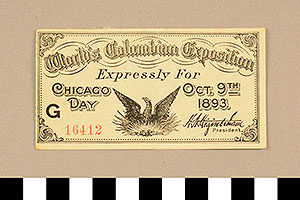 World's Columbian Exposition
Expressly For
Chicago Day
Oct. 9TH 1893.
G
16412
President.